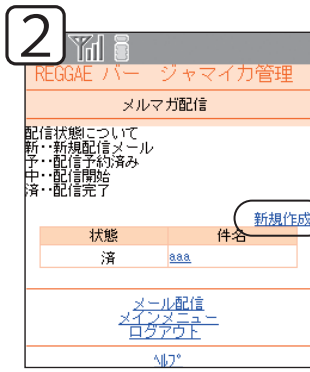 2
REGGAE バー ジャマイカ管理
メルマガ配信
配信状態について
新・・新規配信メール
予・・配信予約済み
中・・配信開始
済・・配信完了
新規作成
状態 件名
済 aaa
メール配信
メインメニュー
ログアウト
ﾍﾙﾌﾟ